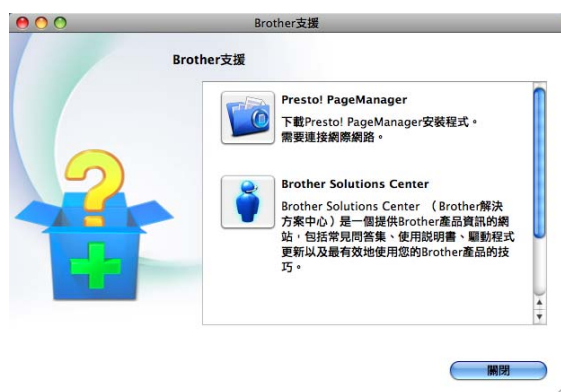 Brother支援
Brother支援
Presto! PageManager
下載Presto! PageManager安裝程式。
需要連接網際網路。
Brother Solutions Center
Brother Solutions Center （Brother解決
方案中心）是一個提供Brother產品資訊的網
站，包括常見問答集、使用說明書、驅動程式
更新以及最有效地使用您的Brother產品的技
巧。
關閉